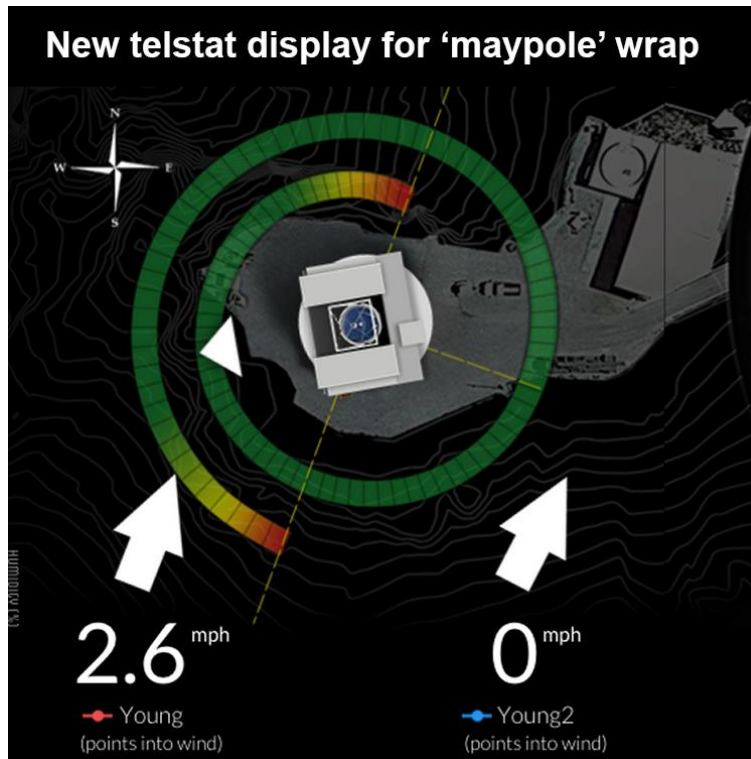 New telstat display for ‘maypole’ wrap
N
W E
S
HUMIDITY (%)
2.6 mph
0 mph
Young
(points into wind)
Young2
(points into wind)